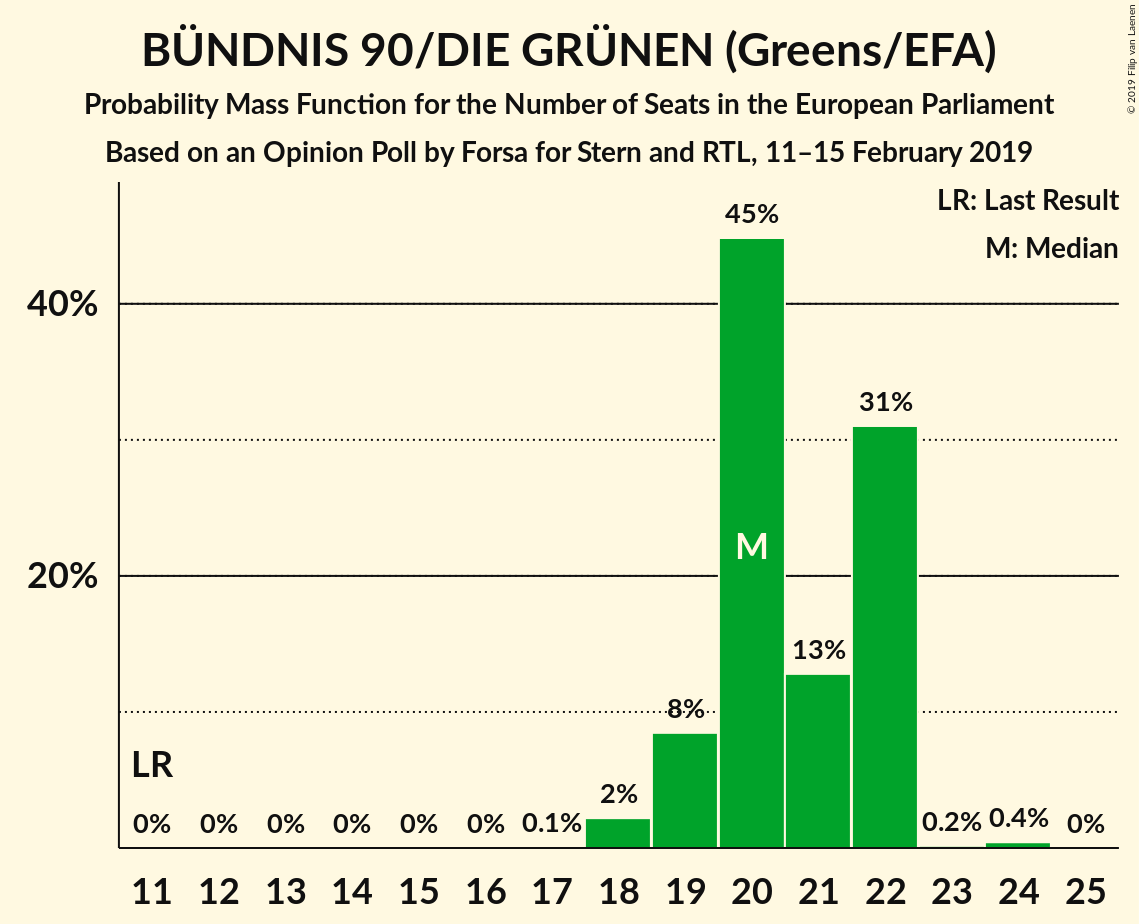 BÜNDNIS 90/DIE GRÜNEN (Greens/EFA)
Probability Mass Function for the Number of Seats in the European Parliament
Based on an Opinion Poll by Forsa for Stern and RTL, 11–15 February 2019
© 2019 Filip van Laenen
LR: Last Result
M: Median
45%
40%
31%
M
20%
13%
8%
LR
2%
0% 0% 0% 0% 0% 0% 0.1% 0.2% 0.4% 0%
11 12 13 14 15 16 17 18 19 20 21 22 23 24 25